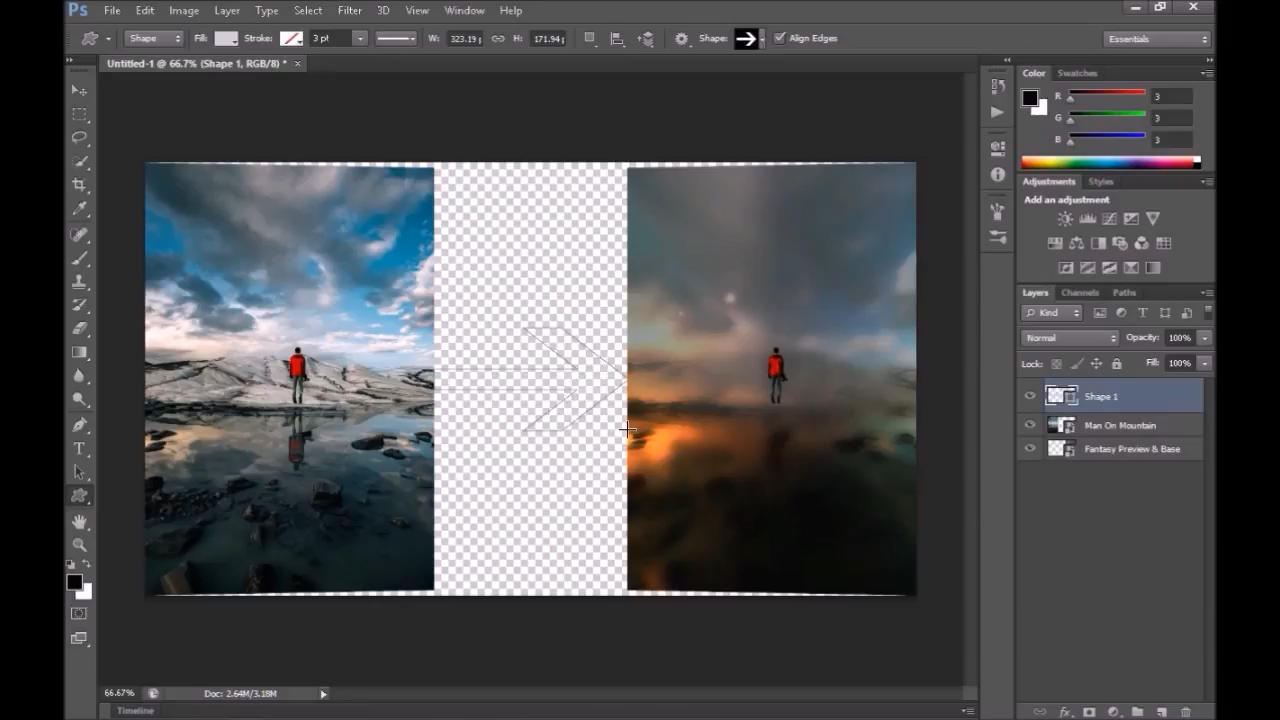 Ps File Edit Image Layer Type Select Filter 3D View Window Help
Shape Fill: Stroke: 3 pt W: 323.19 H: 171.94 Shape: Align Edges Essentials
Untitled-1 @ 66.7% (Shape 1, RGB/8) * ×
Color Swatches
R 3
G 3
B 3
Adjustments Styles
Add an adjustment
Layers Channels Paths
Kind
Normal Opacity: 100%
Lock: Fill: 100%
Shape 1
Man On Mountain
Fantasy Preview & Base
66.67% Doc: 2.64M/3.18M
Timeline